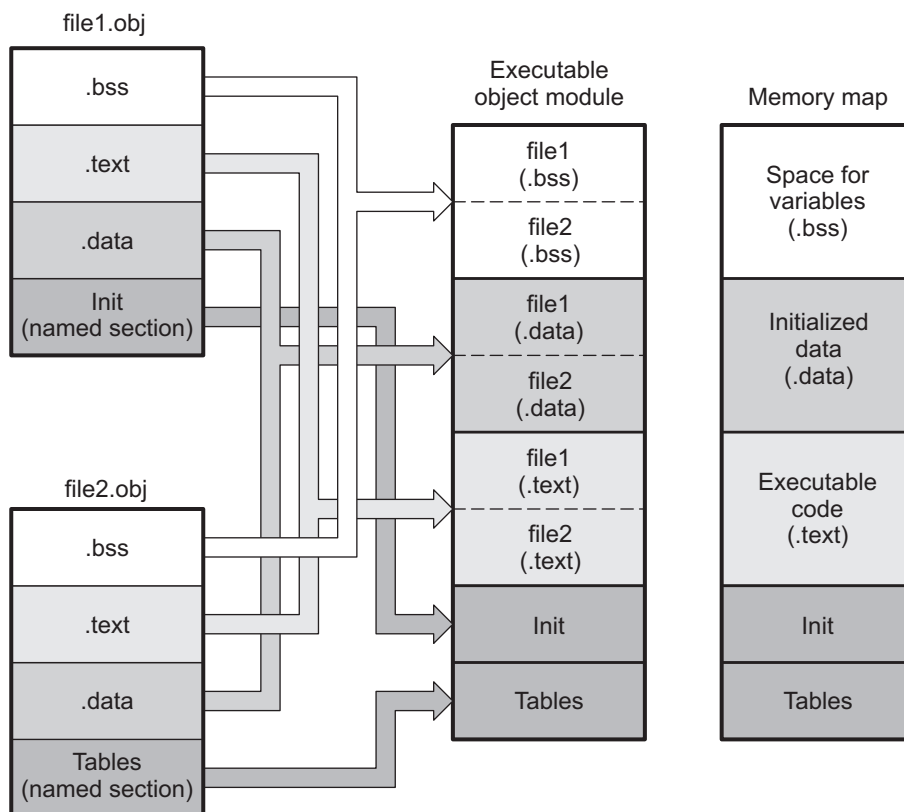 file1.obj
.bss
.text
.data
Init
(named section)
file2.obj
.bss
.text
.data
Tables
(named section)
Executable
object module
file1
(.bss)
file2
(.bss)
file1
(.data)
file2
(.data)
file1
(.text)
file2
(.text)
Init
Tables
Memory map
Space for
variables
(.bss)
Initialized
data
(.data)
Executable
code
(.text)
Init
Tables